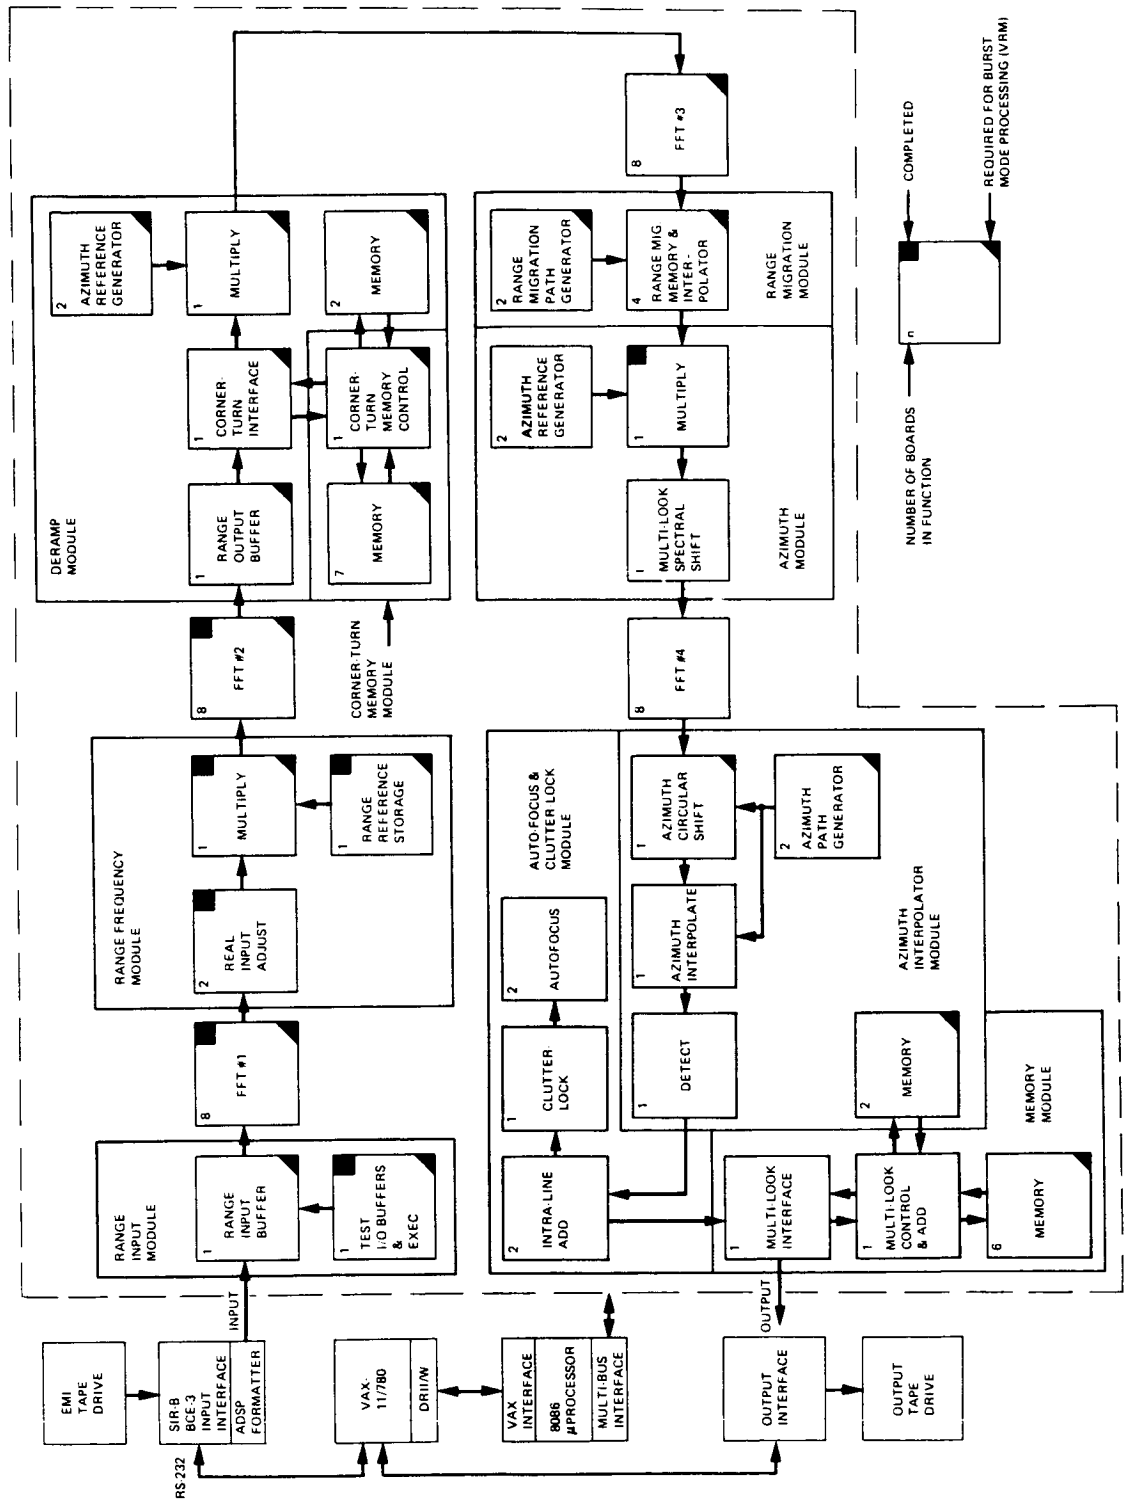 EMI
TAPE
DRIVE
SIR-B
BCE-3
INPUT
INTERFACE
ADSP
FORMATTER
RS-232
INPUT
VAX-
11/780
DR11/W
VAX
INTERFACE
8086
µPROCESSOR
MULTI-BUS
INTERFACE
OUTPUT
OUTPUT
INTERFACE
OUTPUT
TAPE
DRIVE
RANGE
INPUT
MODULE
1
RANGE
INPUT
BUFFER
1
TEST
I/O BUFFERS
&
EXEC
8
FFT #1
RANGE FREQUENCY
MODULE
2
REAL
INPUT
ADJUST
1
MULTIPLY
1
RANGE
REFERENCE
STORAGE
8
FFT #2
DERAMP
MODULE
1
RANGE
OUTPUT
BUFFER
1
CORNER-
TURN
INTERFACE
1
MULTIPLY
2
AZIMUTH
REFERENCE
GENERATOR
7
MEMORY
1
CORNER-
TURN
MEMORY
CONTROL
2
MEMORY
CORNER-TURN
MEMORY
MODULE
8
FFT #3
2
RANGE
MIGRATION
PATH
GENERATOR
4
RANGE MIG
MEMORY &
INTER-
POLATOR
RANGE
MIGRATION
MODULE
2
AZIMUTH
REFERENCE
GENERATOR
1
MULTIPLY
1
MULTI-LOOK
SPECTRAL
SHIFT
AZIMUTH
MODULE
8
FFT #4
AUTO-FOCUS &
CLUTTER LOCK
MODULE
2
AUTOFOCUS
1
CLUTTER-
LOCK
2
INTRA-LINE
ADD
1
AZIMUTH
CIRCULAR
SHIFT
2
AZIMUTH
PATH
GENERATOR
1
AZIMUTH
INTERPOLATE
1
DETECT
AZIMUTH
INTERPOLATOR
MODULE
1
MULTI-LOOK
INTERFACE
1
MULTI-LOOK
CONTROL
& ADD
2
MEMORY
6
MEMORY
MEMORY
MODULE
NUMBER OF BOARDS
IN FUNCTION
n
COMPLETED
REQUIRED FOR BURST
MODE PROCESSING (VRM)